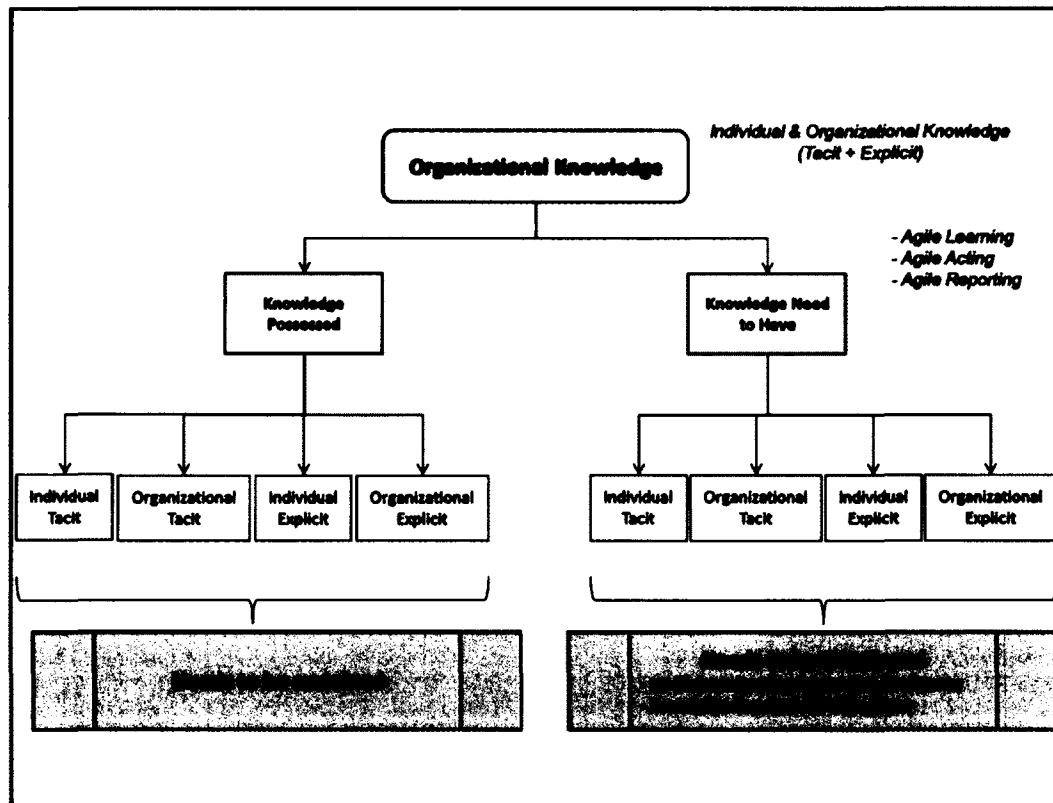 Individual & Organizational Knowledge
(Tacit + Explicit)
Organizational Knowledge
- Agile Learning
- Agile Acting
- Agile Reporting
Knowledge
Possessed
Knowledge Need
to Have
Individual
Tacit
Organizational
Tacit
Individual
Explicit
Organizational
Explicit
Individual
Tacit
Organizational
Tacit
Individual
Explicit
Organizational
Explicit